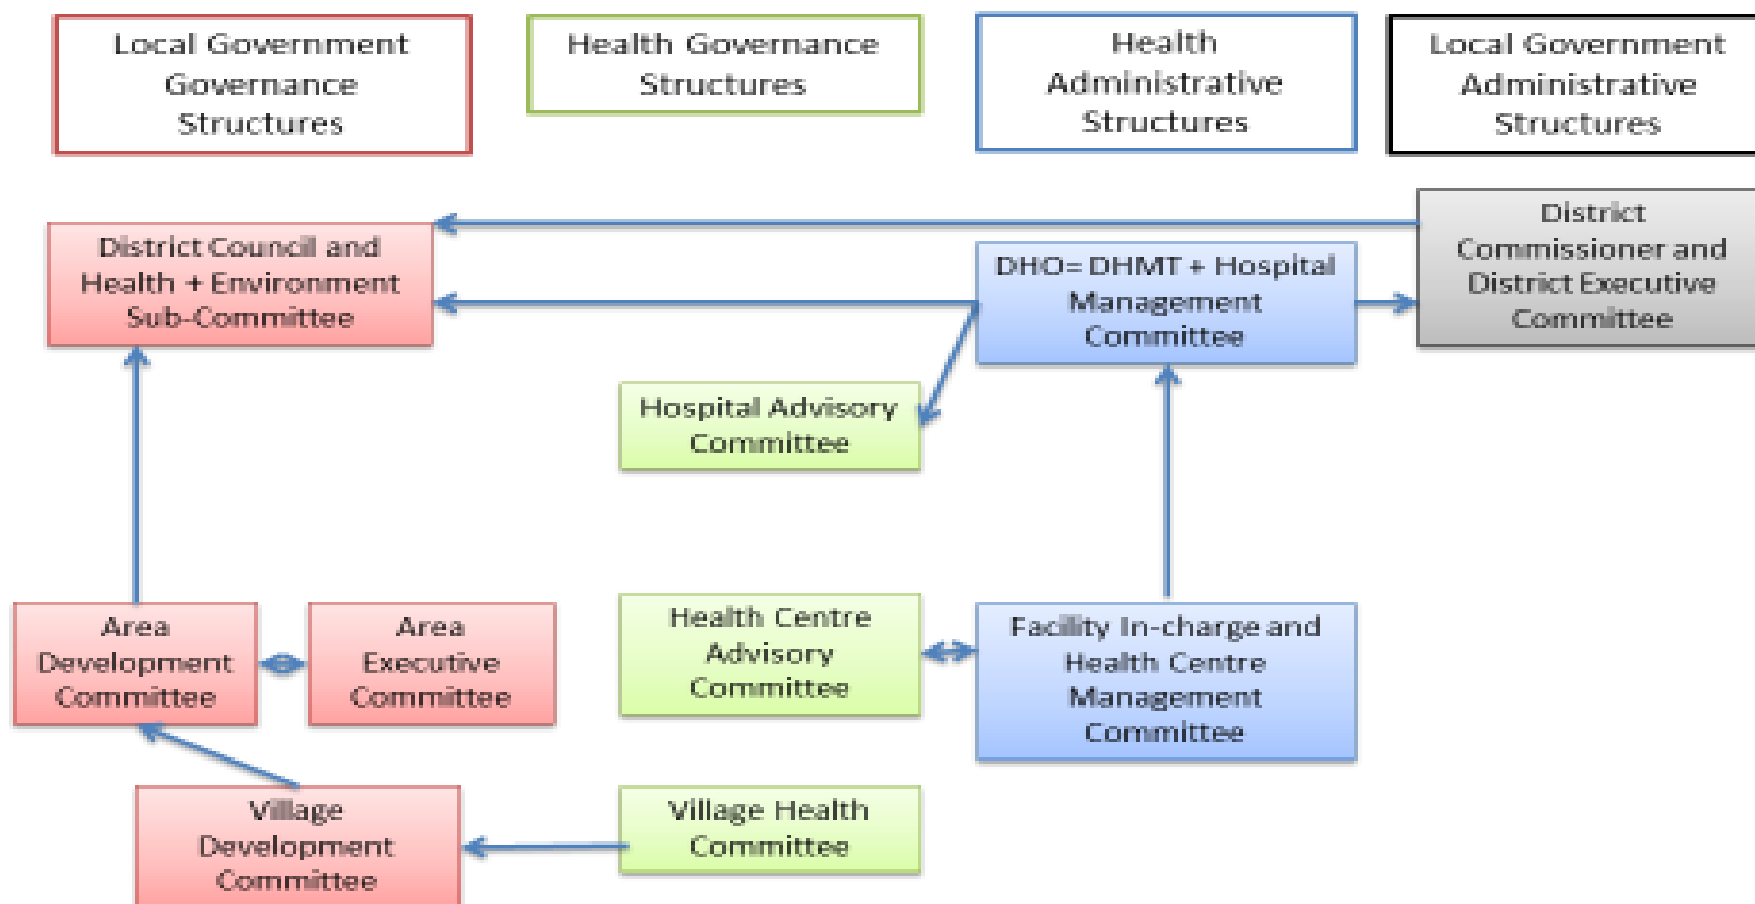 Local Government
Governance
Structures
Health Governance
Structures
Health
Administrative
Structures
Local Government
Administrative
Structures
District Council and
Health + Environment
Sub-Committee
DHO= DHMT + Hospital
Management
Committee
District
Commissioner and
District Executive
Committee
Hospital Advisory
Committee
Area
Development
Committee
Area
Executive
Committee
Health Centre
Advisory
Committee
Facility In-charge and
Health Centre
Management
Committee
Village
Development
Committee
Village Health
Committee